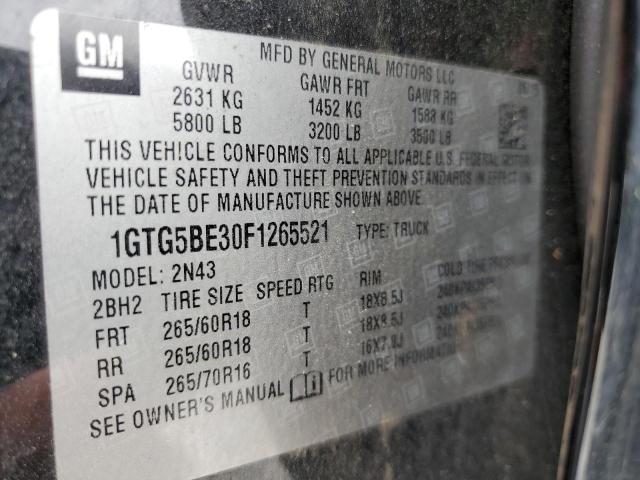 GM
MFD BY GENERAL MOTORS LLC
GVWR GAWR FRT GAWR RR
2631 KG 1452 KG 1588 KG
5800 LB 3200 LB 3500 LB
THIS VEHICLE CONFORMS TO ALL APPLICABLE U.S. FEDERAL MOTOR
VEHICLE SAFETY AND THEFT PREVENTION STANDARDS IN EFFECT ON
THE DATE OF MANUFACTURE SHOWN ABOVE.
1GTG5BE30F1265521 TYPE: TRUCK
MODEL: 2N43
2BH2 TIRE SIZE SPEED RTG RIM COLD TIRE PRESSURE
FRT 265/60R18 T 18X8.5J
RR 265/60R18 T 18X8.5J
SPA 265/70R16 T 16X7.0J
SEE OWNER'S MANUAL FOR MORE INFORMATION